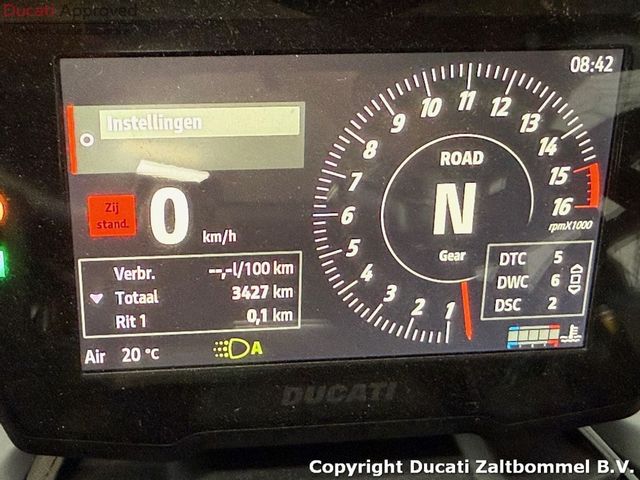 Ducati Approved
08:42
Instellingen
Zij
stand.
0 km/h
Verbr. --,-l/100 km
Totaal 3427 km
Rit 1 0,1 km
Air 20 °C
A
1 2 3 4 5 6 7 8 9 10 11 12 13 14 15 16
rpmX1000
ROAD
N
Gear
DTC 5
DWC 6
DSC 2
DUCATI
Copyright Ducati Zaltbommel B.V.